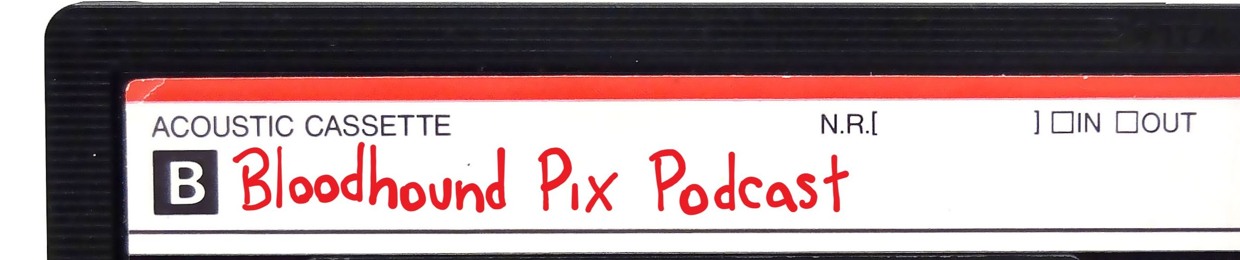 ACOUSTIC CASSETTE N.R.[ ] ☐IN ☐OUT
B Bloodhound Pix Podcast